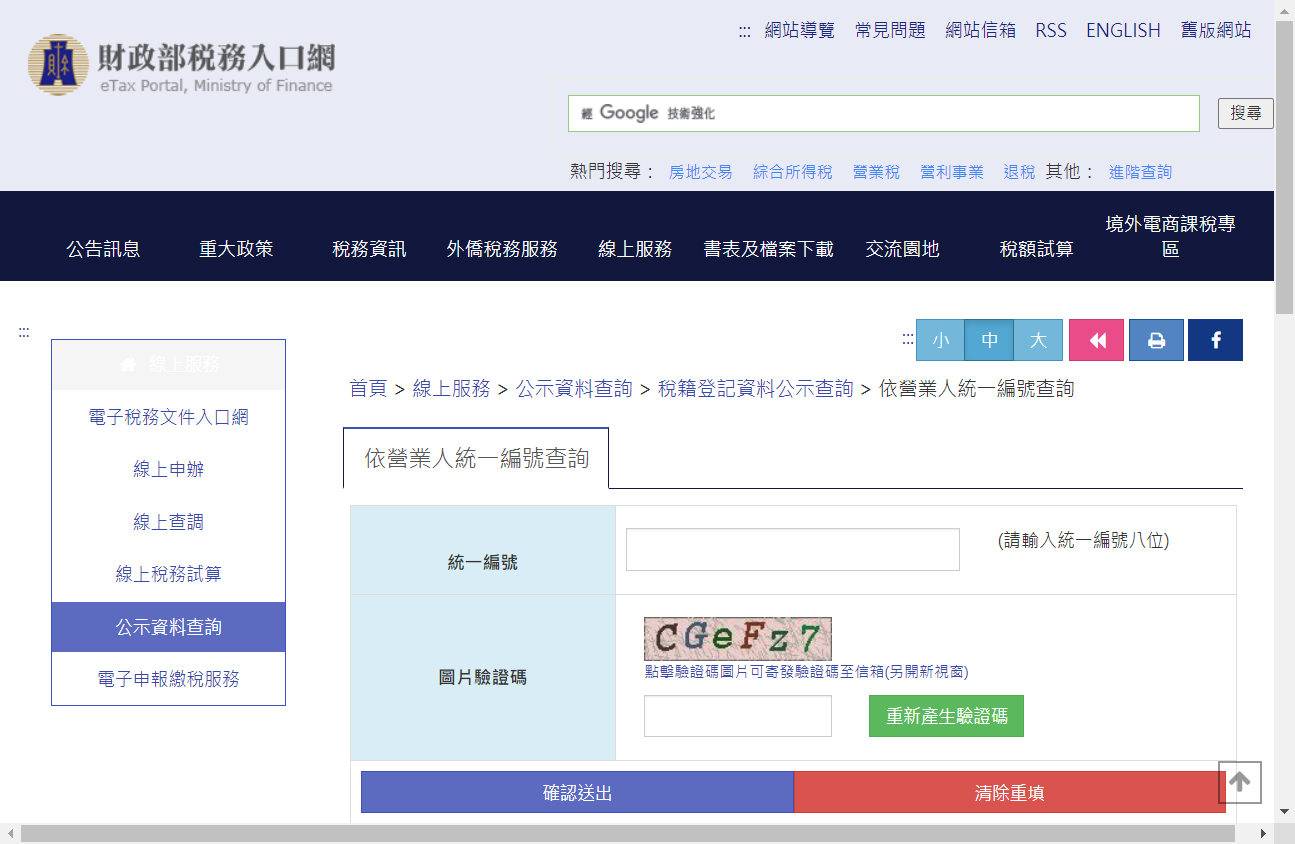 ::: 網站導覽 常見問題 網站信箱 RSS ENGLISH 舊版網站
財政部稅務入口網
eTax Portal, Ministry of Finance
經 Google 技術強化
搜尋
熱門搜尋： 房地交易 綜合所得稅 營業稅 營利事業 退稅 其他： 進階查詢
公告訊息 重大政策 稅務資訊 外僑稅務服務 線上服務 書表及檔案下載 交流園地 稅額試算 境外電商課稅專區
:::
線上服務
電子稅務文件入口網
線上申辦
線上查調
線上稅務試算
公示資料查詢
電子申報繳稅服務
::: 小 中 大
首頁 > 線上服務 > 公示資料查詢 > 稅籍登記資料公示查詢 > 依營業人統一編號查詢
依營業人統一編號查詢
統一編號 (請輸入統一編號八位)
圖片驗證碼
CGeFz7
點擊驗證碼圖片可寄發驗證碼至信箱(另開新視窗)
重新產生驗證碼
確認送出 清除重填